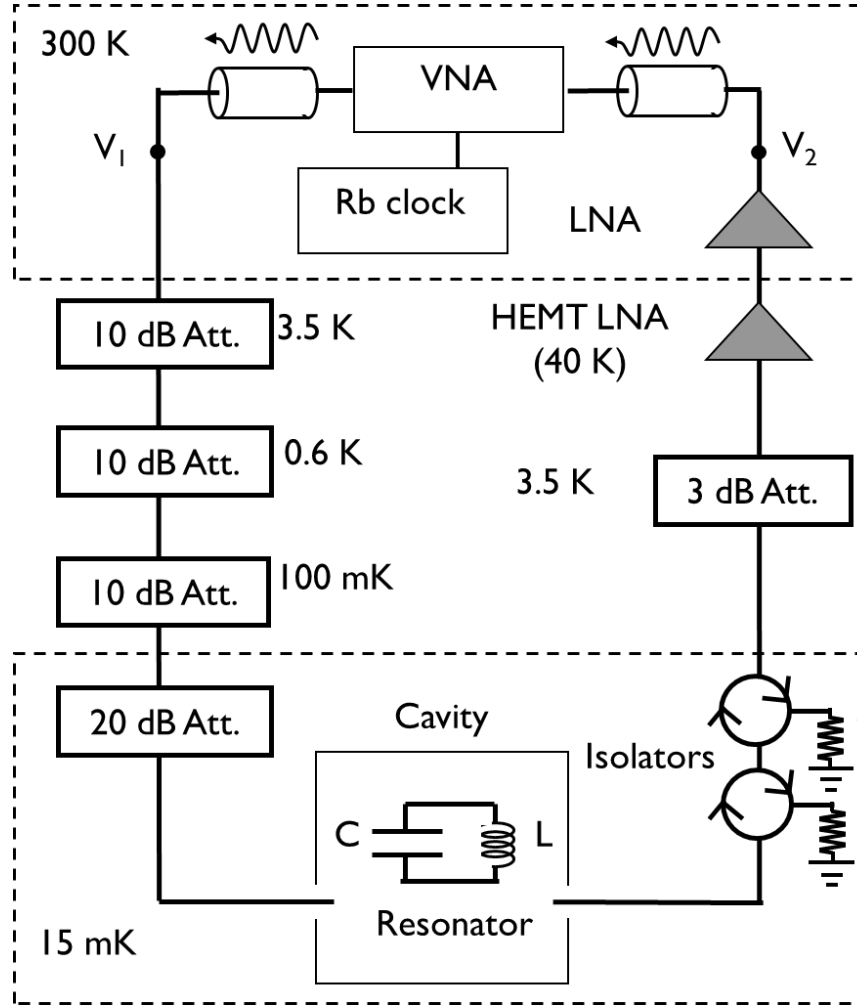 300 K
VNA
V1
V2
Rb clock
LNA
10 dB Att.
3.5 K
HEMT LNA
(40 K)
10 dB Att.
0.6 K
3.5 K
3 dB Att.
10 dB Att.
100 mK
20 dB Att.
Cavity
Isolators
C
L
Resonator
15 mK